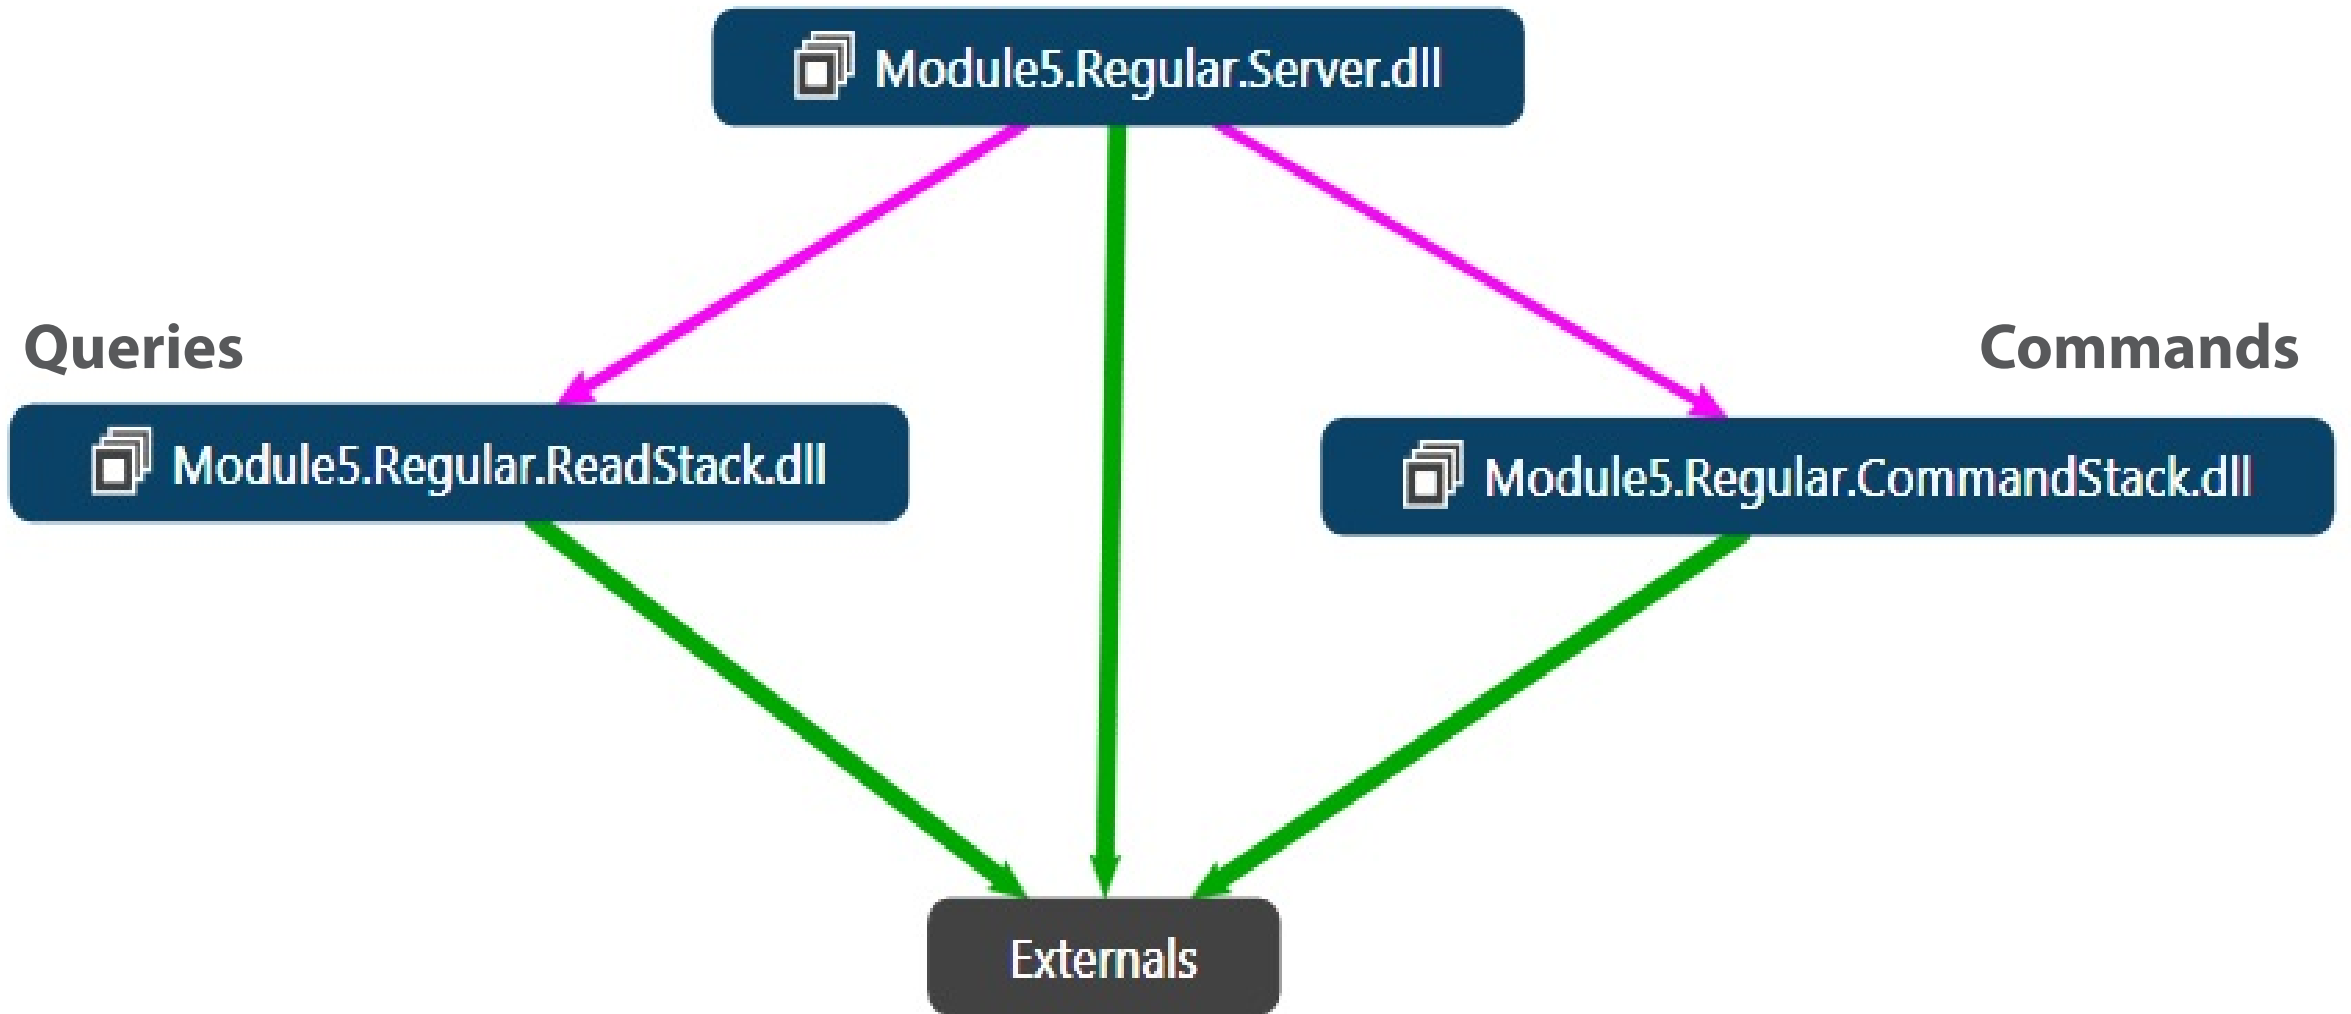 Module5.Regular.Server.dll
Queries
Commands
Module5.Regular.ReadStack.dll
Module5.Regular.CommandStack.dll
Externals